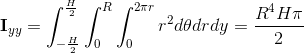 \mathbf{I}_{yy} = \int_{-\frac{H}{2}}^{\frac{H}{2}} \int_{0}^{R} \int_{0}^{2\pi r} r^2 d\theta dr dy = \frac{R^4 H \pi}{2}